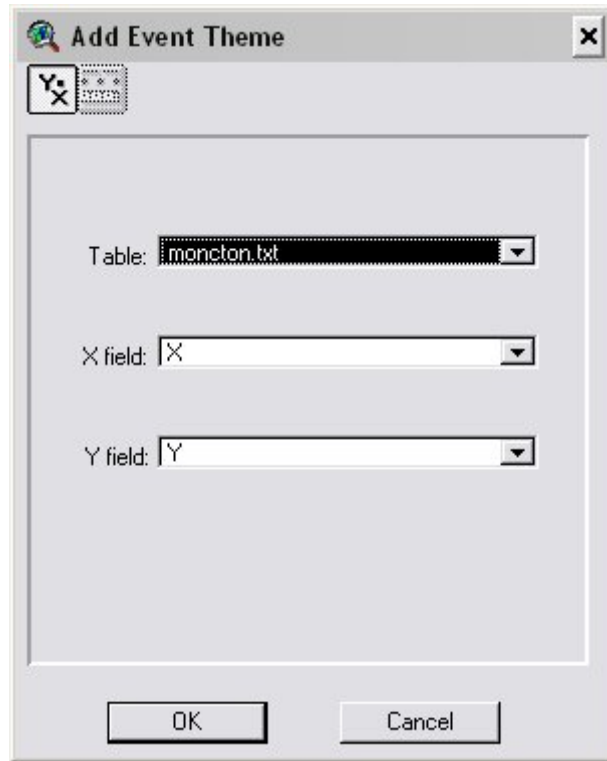 Add Event Theme
Y X
Table: moncton.txt
X field: X
Y field: Y
OK Cancel